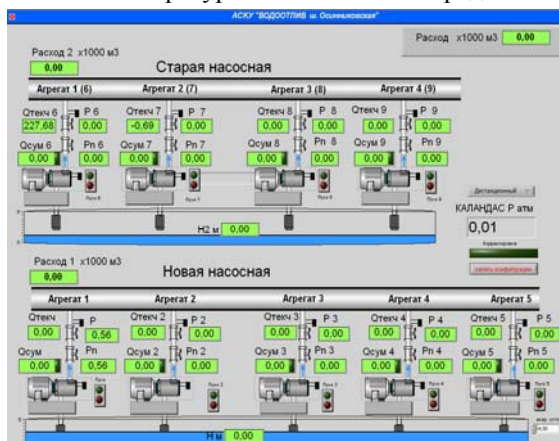 АСКУ "ВОДООТЛИВ ш. Осинниковская"
Расход x1000 м3 0,00
Расход 2 x1000 м3
0,00
Старая насосная
Агрегат 1 (6) Агрегат 2 (7) Агрегат 3 (8) Агрегат 4 (9)
Qтекч 6 P 6 Qтекч 7 P 7 Qтекч 8 P 8 Qтекч 9 P 9
227,68 0,00 -0,69 0,00 0,00 0,00 0,00 0,00
Qсум 6 Pn 6 Qсум 7 Pn 7 Qсум 8 Pn 8 Qсум 9 Pn 9
0,00 0,00 0,00 0,00 0,00 0,00 0,00 0,00
Дистанционный
КАЛАНДАС P атм
0,01
H2 м 0,00
Расход 1 x1000 м3
0,00
Новая насосная
Агрегат 1 Агрегат 2 Агрегат 3 Агрегат 4 Агрегат 5
Qтекч P Qтекч 2 P 2 Qтекч 3 P 3 Qтекч 4 P 4 Qтекч 5 P 5
0,00 0,56 0,00 0,00 0,00 0,00 0,00 0,00 0,00 0,00
Qсум Pn Qсум 2 Pn 2 Qсум 3 Pn 3 Qсум 4 Pn 4 Qсум 5 Pn 5
0,00 0,56 0,00 0,00 0,00 0,00 0,00 0,00 0,00 0,00
H м 0,00